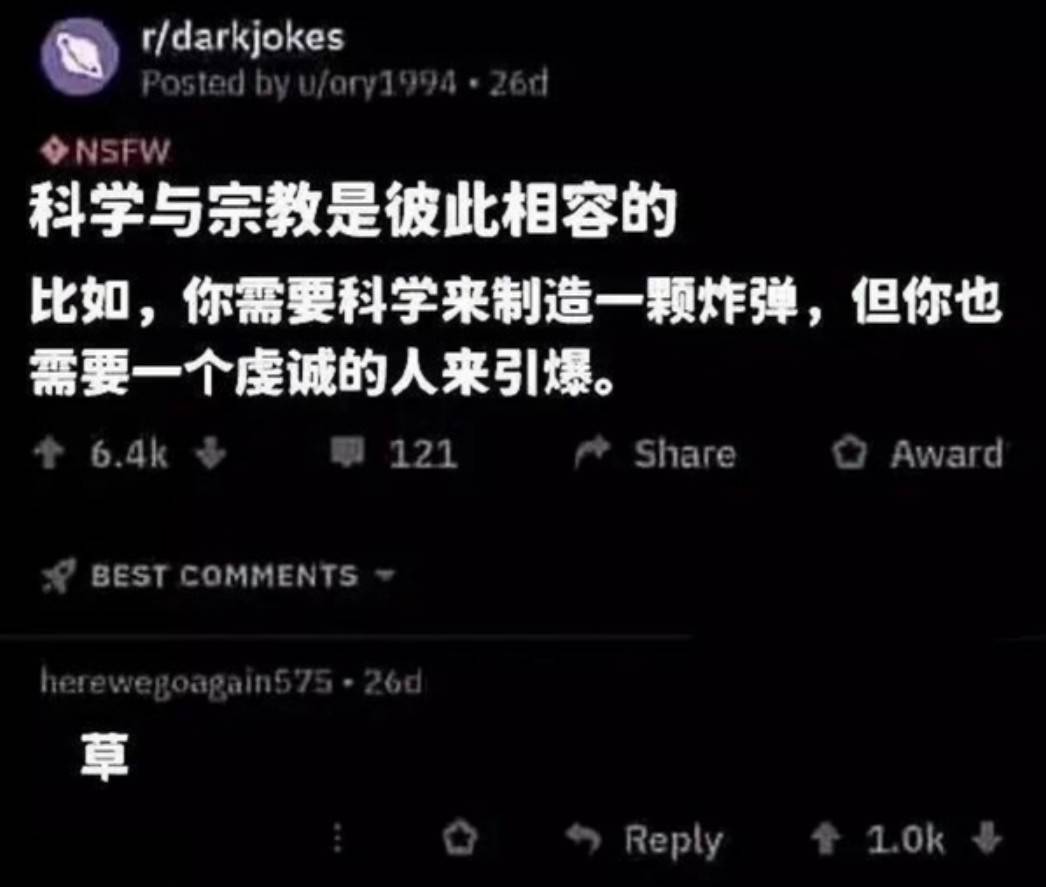 r/darkjokes
Posted by u/ory1994 • 26d
NSFW
科学与宗教是彼此相容的
比如，你需要科学来制造一颗炸弹，但你也
需要一个虔诚的人来引爆。
6.4k 121 Share Award
BEST COMMENTS
herewegoagain575 • 26d
草
Reply 1.0k